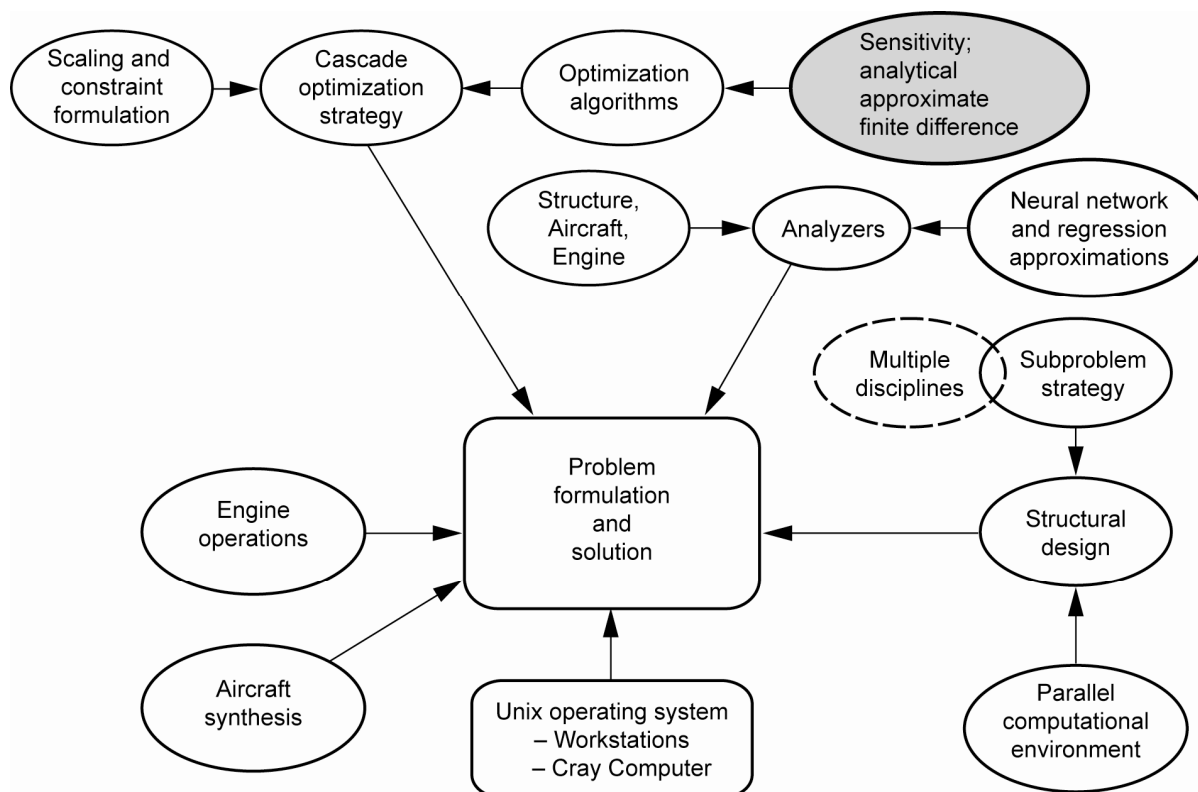 Scaling and
constraint
formulation
Cascade
optimization
strategy
Optimization
algorithms
Sensitivity;
analytical
approximate
finite difference
Structure,
Aircraft,
Engine
Analyzers
Neural network
and regression
approximations
Multiple
disciplines
Subproblem
strategy
Problem
formulation
and
solution
Engine
operations
Structural
design
Aircraft
synthesis
Unix operating system
– Workstations
– Cray Computer
Parallel
computational
environment